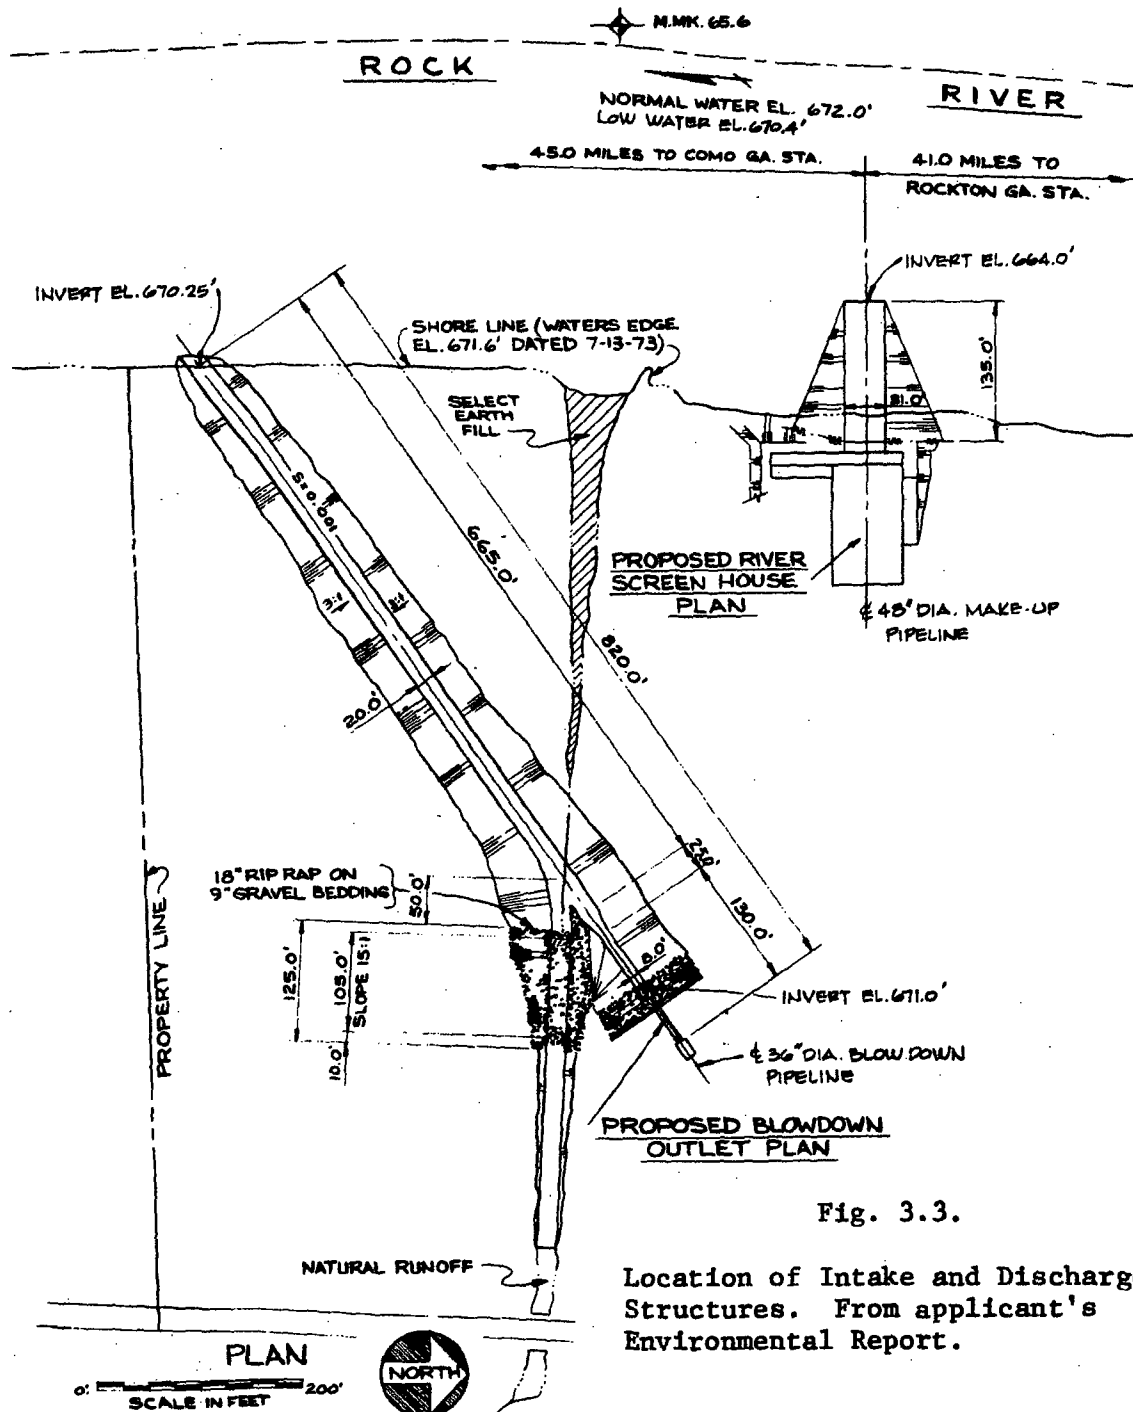 M.MK. 65.6
ROCK
RIVER
NORMAL WATER EL. 672.0'
LOW WATER EL. 670.4'
45.0 MILES TO COMO GA. STA.
41.0 MILES TO
ROCKTON GA. STA.
INVERT EL. 664.0'
INVERT EL. 670.25'
SHORE LINE (WATERS EDGE
EL. 671.6' DATED 7-13-73)
135.0'
31.0'
SELECT
EARTH
FILL
S=0.001
665.0'
PROPOSED RIVER
SCREEN HOUSE
PLAN
℄ 48" DIA. MAKE-UP
PIPELINE
3:1
3:1
820.0'
20.0'
25.0'
18" RIP RAP ON
9" GRAVEL BEDDING
50.0'
130.0'
PROPERTY LINE
125.0'
105.0'
SLOPE 15:1
10.0'
8.0'
INVERT EL. 671.0'
℄ 36" DIA. BLOW DOWN
PIPELINE
PROPOSED BLOWDOWN
OUTLET PLAN
Fig. 3.3.
NATURAL RUNOFF
Location of Intake and Discharg
Structures. From applicant's
Environmental Report.
PLAN
0' 200'
SCALE IN FEET
NORTH